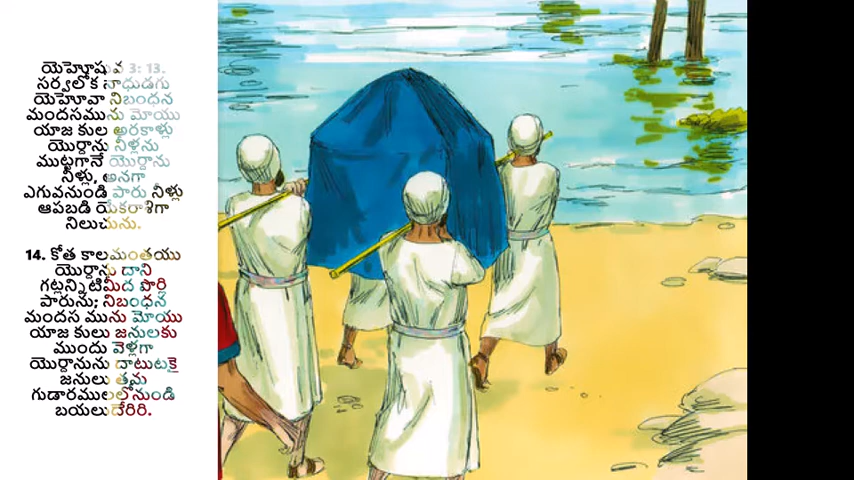 యెహోషువ 3: 13.
సర్వలోక నాధుడగు
యెహోవా నిబంధన
మందసమును మోయు
యాజ కుల అరకాళ్లు
యొర్దాను నీళ్లను
ముట్టగానే యొర్దాను
నీళ్లు, అనగా
ఎగువనుండి పారు నీళ్లు
ఆపబడి యేకరాశిగా
నిలుచును.
14. కోత కాలమంతయు
యొర్దాను దాని
గట్లన్నిటిమీద పొర్లి
పారును; నిబంధన
మందస మును మోయు
యాజ కులు జనులకు
ముందు వెళ్లగా
యొర్దానును దాటుటకై
జనులు తమ
గుడారములలోనుండి
బయలుదేరిరి.